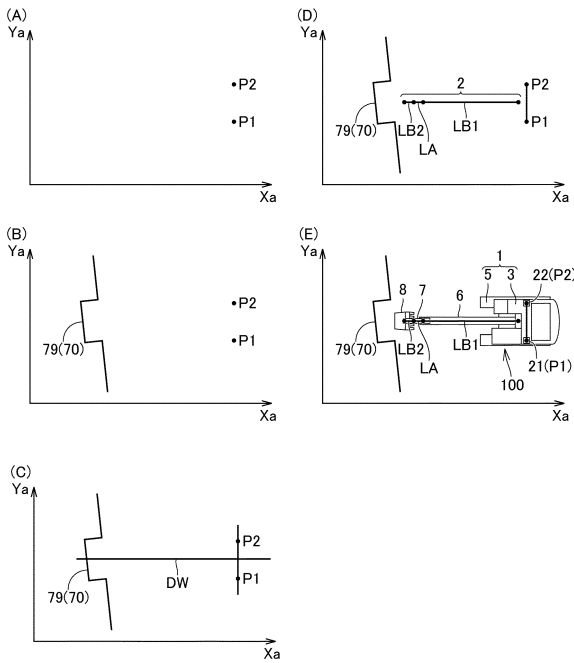 (A)
Ya
P2
P1
Xa
(B)
Ya
P2
P1
79(70)
Xa
(C)
Ya
P2
P1
79(70)
DW
Xa
(D)
Ya
2
P2
79(70)
LB2
LA
LB1
P1
Xa
(E)
Ya
1
8
7
6
5
3
22(P2)
79(70)
LB2
LA
LB1
21(P1)
100
Xa